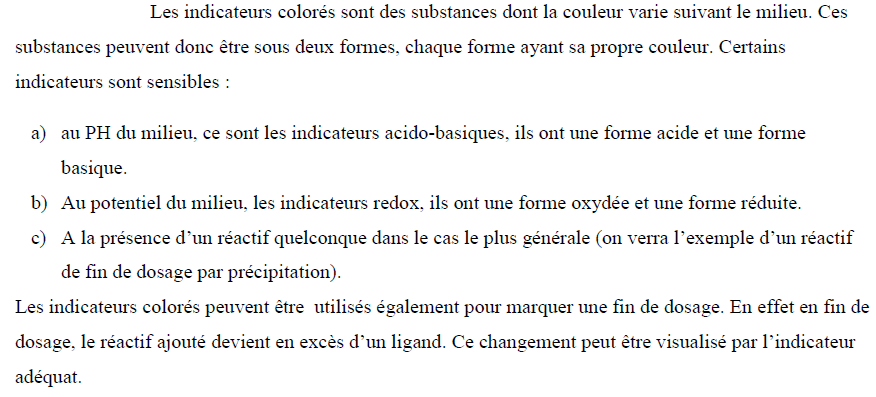 Les indicateurs colorés sont des substances dont la couleur varie suivant le milieu. Ces
substances peuvent donc être sous deux formes, chaque forme ayant sa propre couleur. Certains
indicateurs sont sensibles :
a) au PH du milieu, ce sont les indicateurs acido-basiques, ils ont une forme acide et une forme
basique.
b) Au potentiel du milieu, les indicateurs redox, ils ont une forme oxydée et une forme réduite.
c) A la présence d’un réactif quelconque dans le cas le plus générale (on verra l’exemple d’un réactif
de fin de dosage par précipitation).
Les indicateurs colorés peuvent être utilisés également pour marquer une fin de dosage. En effet en fin de
dosage, le réactif ajouté devient en excès d’un ligand. Ce changement peut être visualisé par l’indicateur
adéquat.